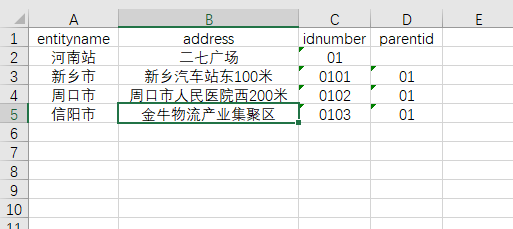 A B C D E
1 entityname address idnumber parentid
2 河南站 二七广场 01
3 新乡市 新乡汽车站东100米 0101 01
4 周口市 周口市人民医院西200米 0102 01
5 信阳市 金牛物流产业集聚区 0103 01
6
7
8
9
10
11